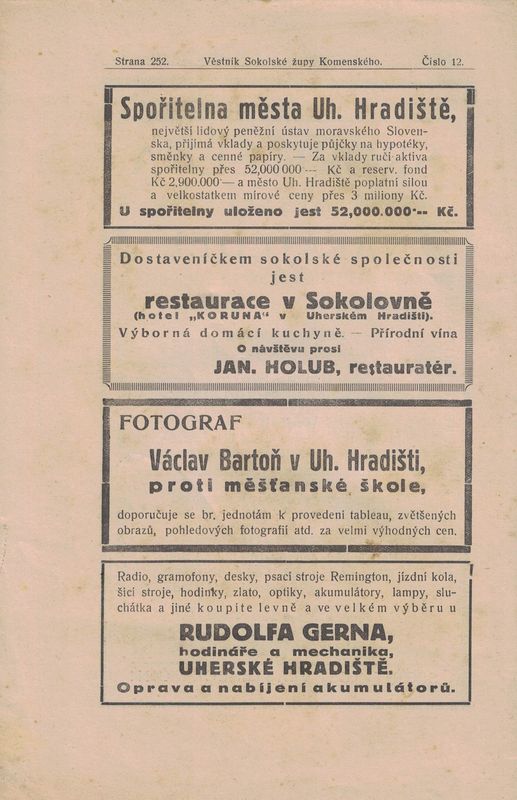 Strana 252. Věstník Sokolské župy Komenského. Číslo 12.
Spořitelna města Uh. Hradiště,
největší lidový peněžní ústav moravského Sloven-
ska, přijímá vklady a poskytuje půjčky na hypotéky,
směnky a cenné papíry. — Za vklady ručí aktiva
spořitelny přes 52,000.000·— Kč a reserv. fond
Kč 2,900.000·— a město Uh. Hradiště poplatní silou
a velkostatkem mírové ceny přes 3 miliony Kč.
U spořitelny uloženo jest 52,000.000·-- Kč.
Dostaveníčkem sokolské společnosti
jest
restaurace v Sokolovně
(hotel „KORUNA“ v Uherském Hradišti).
Výborná domácí kuchyně. — Přírodní vína
O návštěvu prosí
JAN. HOLUB, restauratér.
FOTOGRAF
Václav Bartoň v Uh. Hradišti,
proti měšťanské škole,
doporučuje se br. jednotám k provedení tableau, zvětšených
obrazů, pohledových fotografií atd. za velmi výhodných cen.
Radio, gramofony, desky, psací stroje Remington, jízdní kola,
šicí stroje, hodinky, zlato, optiky, akumulátory, lampy, slu-
chátka a jiné koupíte levně a ve velkém výběru u
RUDOLFA GERNA,
hodináře a mechanika,
UHERSKÉ HRADIŠTĚ.
Oprava a nabíjení akumulátorů.